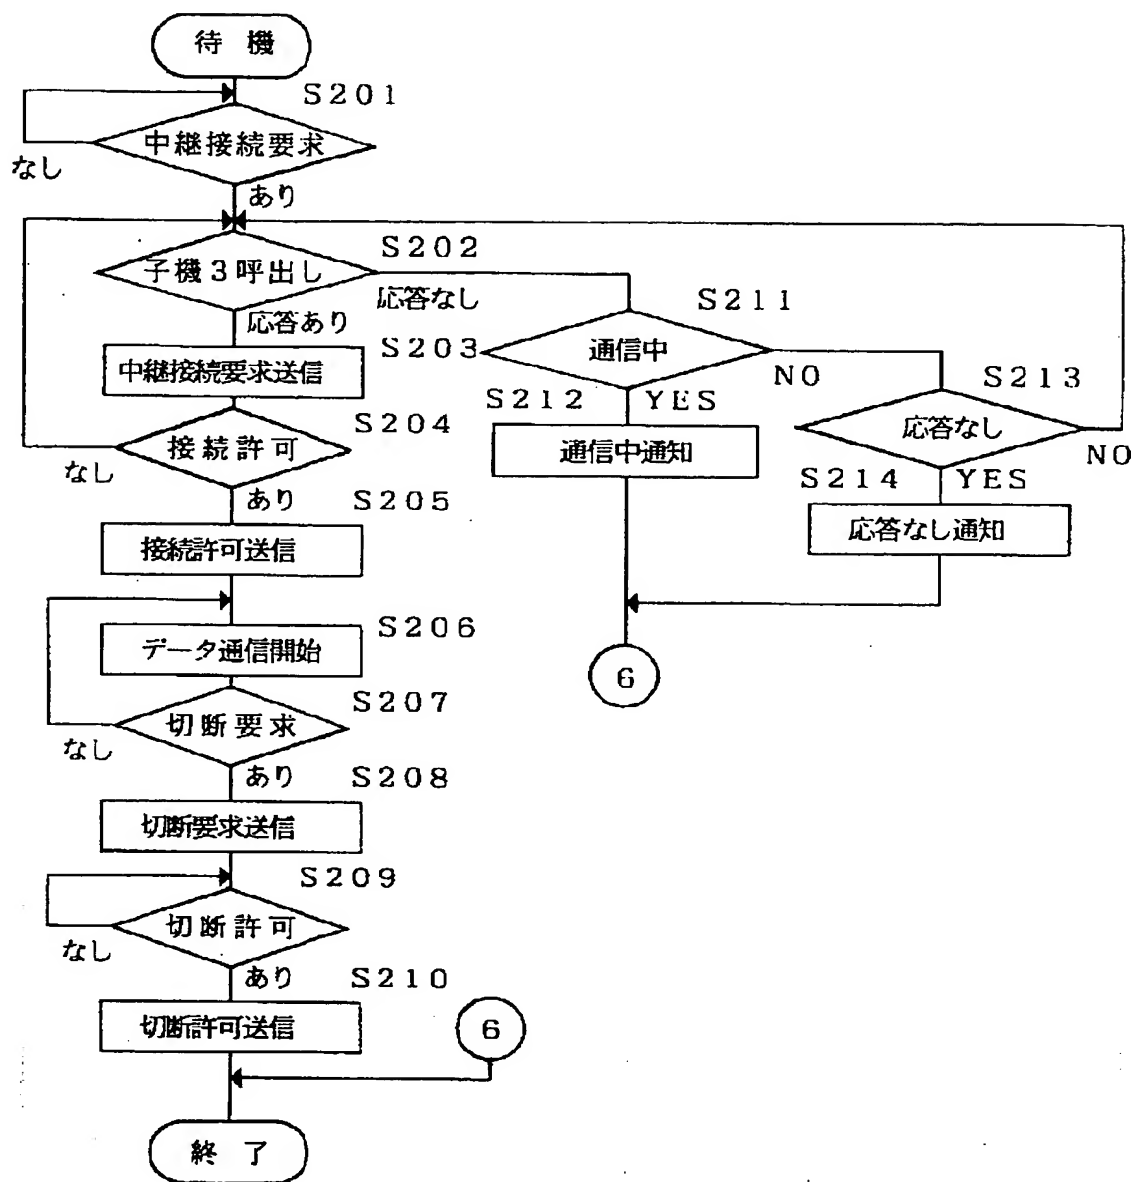 待機
S201
中継接続要求
なし
あり
S202
子機3呼出し
応答なし
応答あり
S211
通信中
S203
中継接続要求送信
NO
S213
S212
YES
応答なし
NO
S204
接続許可
なし
通信中通知
S214
YES
あり
S205
応答なし通知
接続許可送信
S206
データ通信開始
6
S207
切断要求
なし
あり
S208
切断要求送信
S209
切断許可
なし
あり
S210
切断許可送信
6
終了